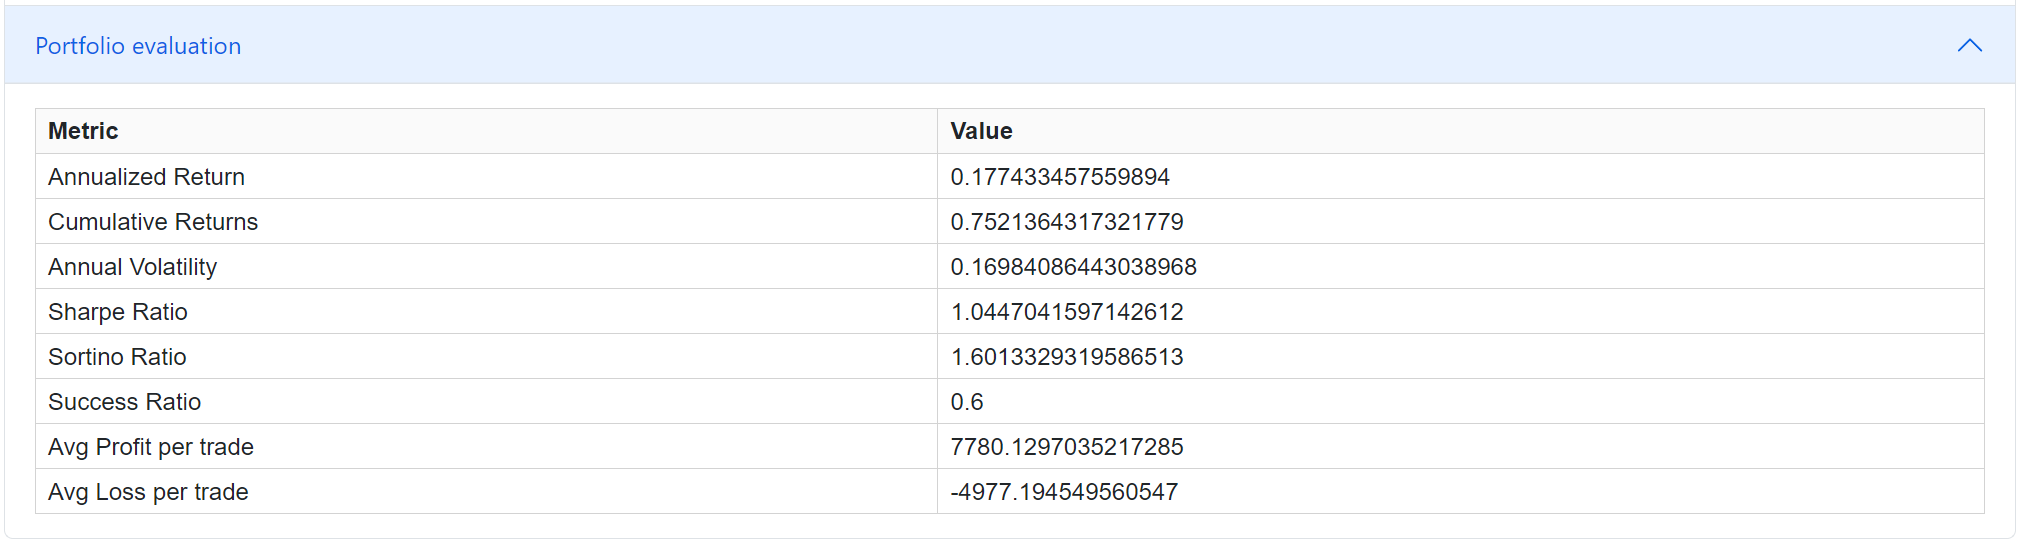 Portfolio evaluation
Metric Value
Annualized Return 0.177433457559894
Cumulative Returns 0.7521364317321779
Annual Volatility 0.16984086443038968
Sharpe Ratio 1.0447041597142612
Sortino Ratio 1.6013329319586513
Success Ratio 0.6
Avg Profit per trade 7780.1297035217285
Avg Loss per trade -4977.194549560547